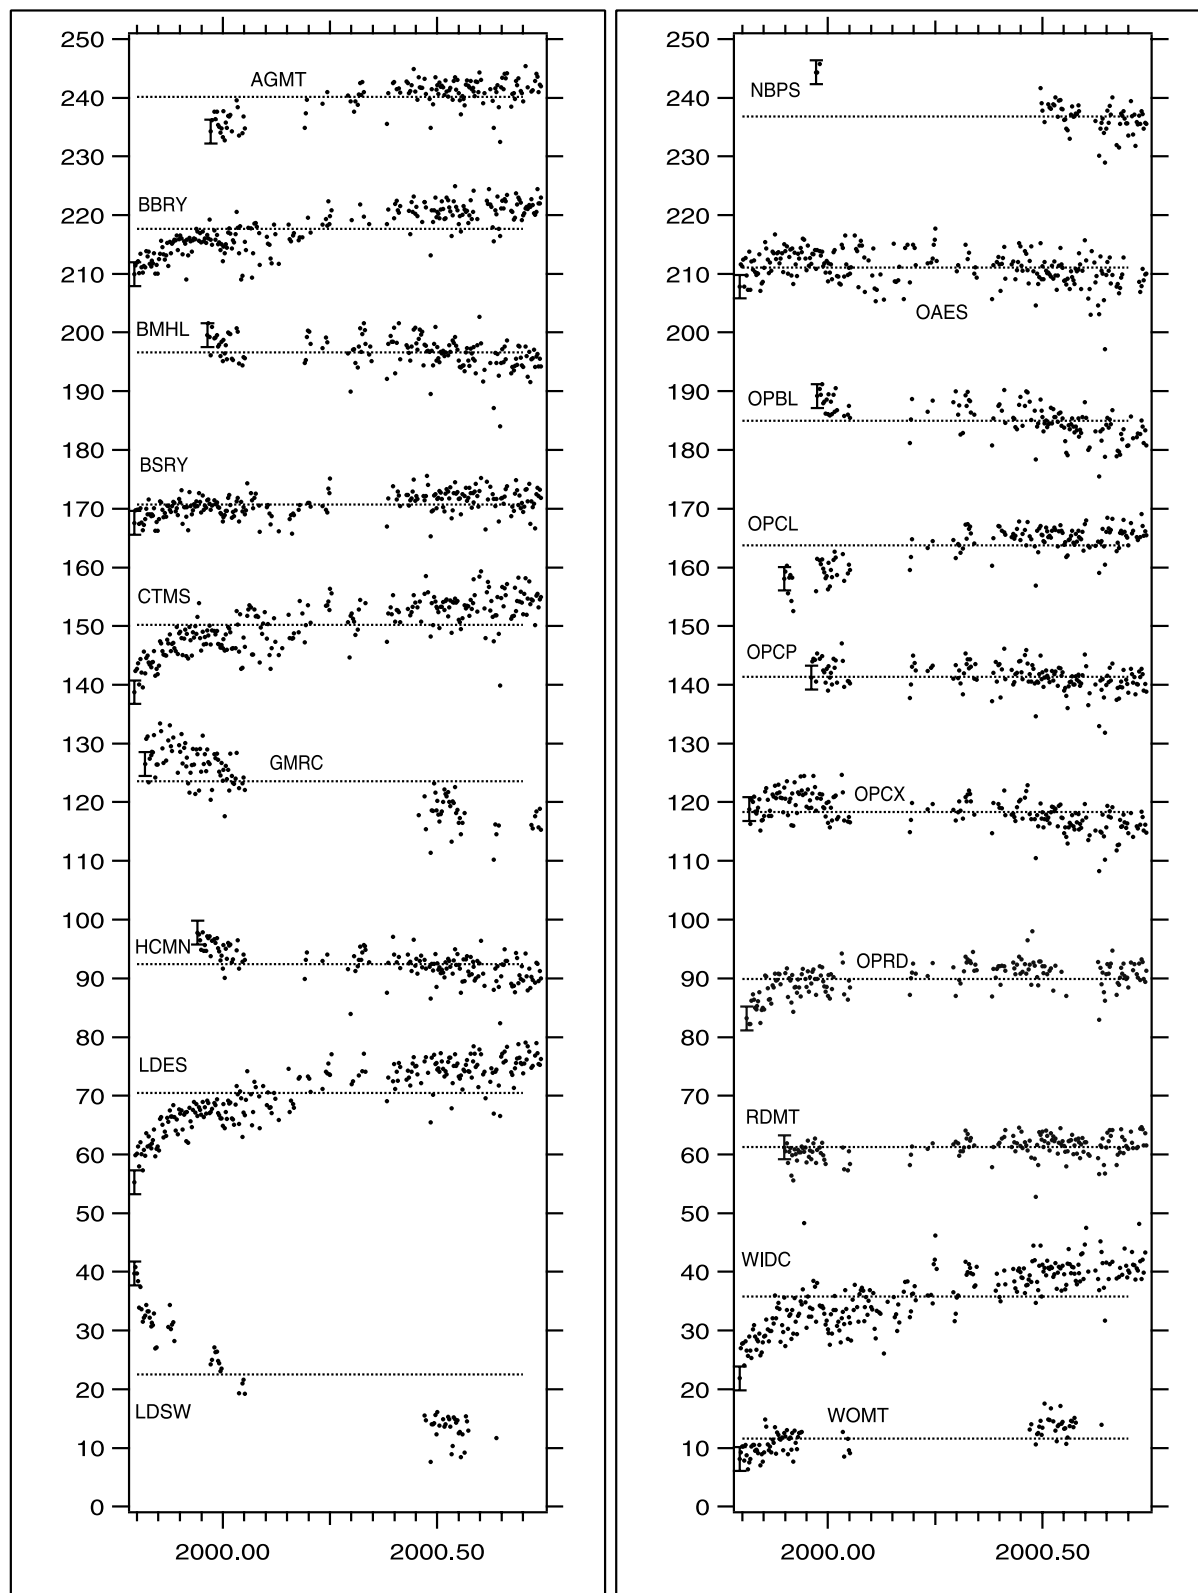 250
240
230
220
210
200
190
180
170
160
150
140
130
120
110
100
90
80
70
60
50
40
30
20
10
0
AGMT
BBRY
BMHL
BSRY
CTMS
GMRC
HCMN
LDES
LDSW
2000.00 2000.50
250
240
230
220
210
200
190
180
170
160
150
140
130
120
110
100
90
80
70
60
50
40
30
20
10
0
NBPS
OAES
OPBL
OPCL
OPCP
OPCX
OPRD
RDMT
WIDC
WOMT
2000.00 2000.50